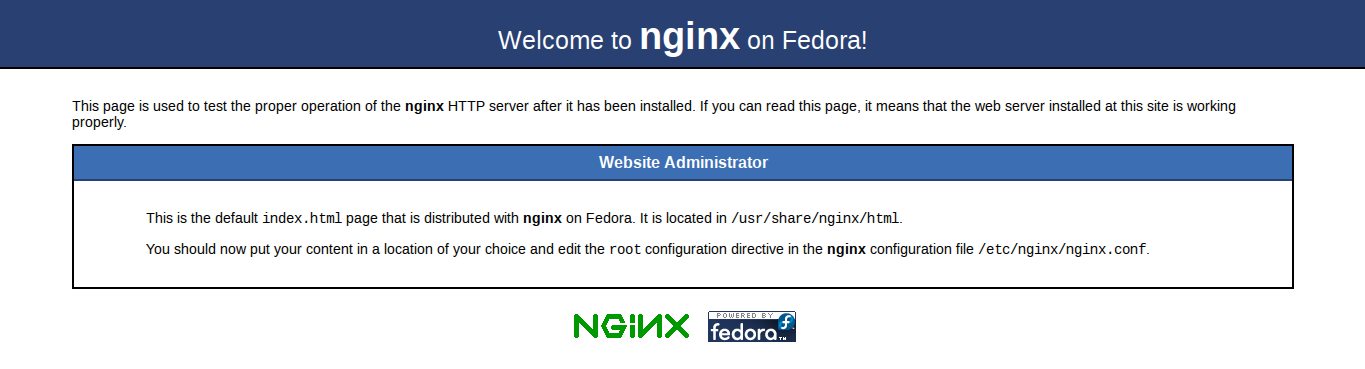 Welcome to nginx on Fedora!
This page is used to test the proper operation of the nginx HTTP server after it has been installed. If you can read this page, it means that the web server installed at this site is working
properly.
Website Administrator
This is the default index.html page that is distributed with nginx on Fedora. It is located in /usr/share/nginx/html.
You should now put your content in a location of your choice and edit the root configuration directive in the nginx configuration file /etc/nginx/nginx.conf.
NGiNX
POWERED BY
fedora™